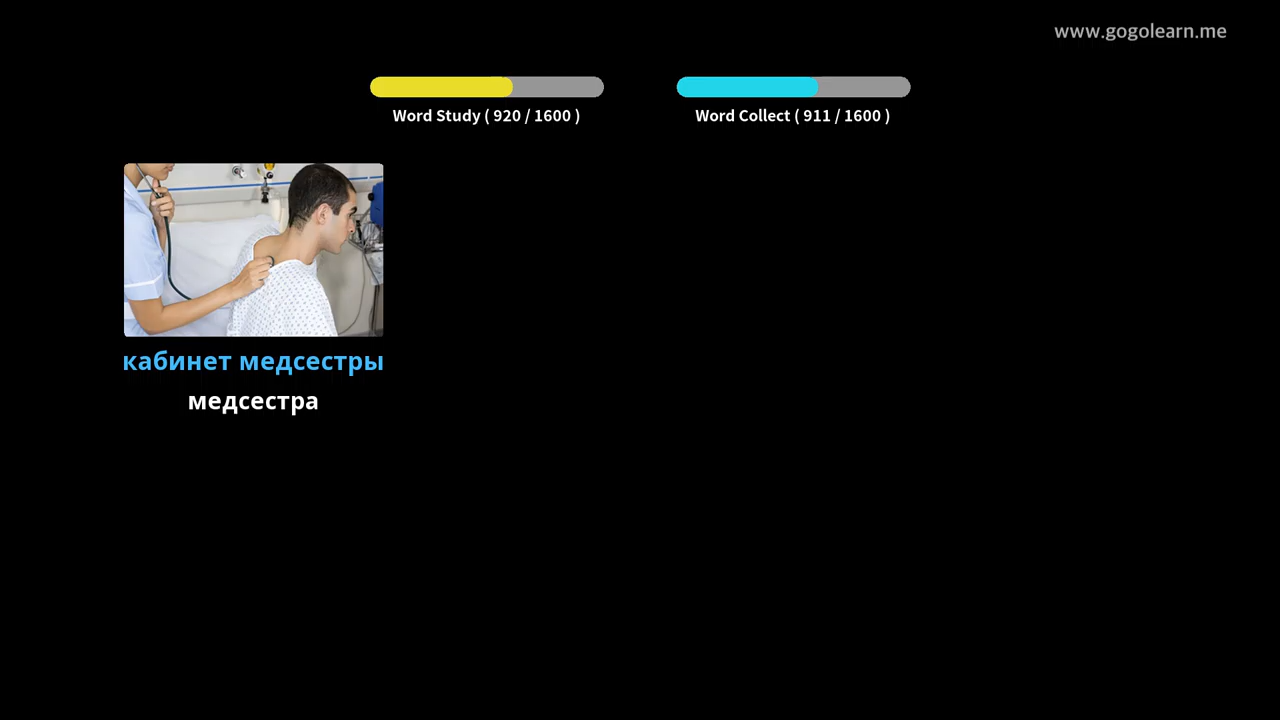 www.gogolearn.me
Word Study ( 920 / 1600 )
Word Collect ( 911 / 1600 )
кабинет медсестры
медсестра